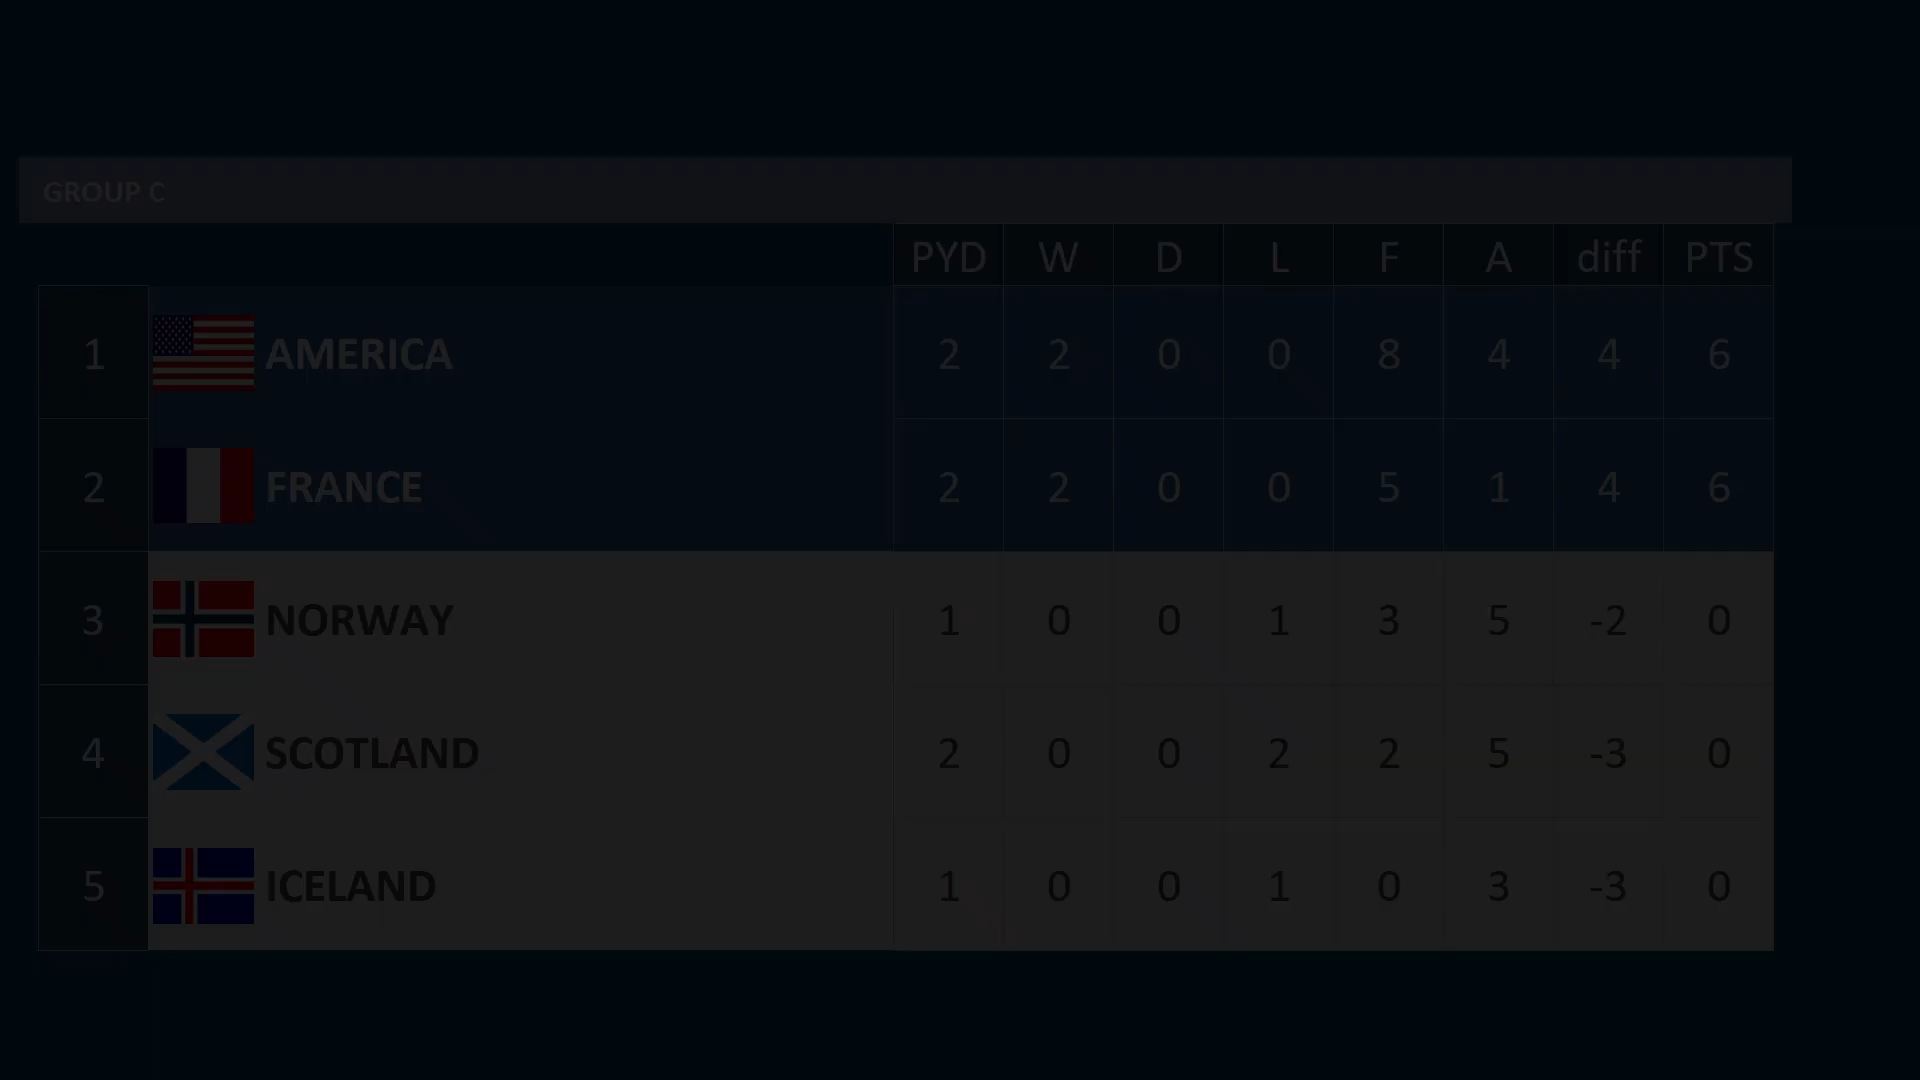 GROUP C
PYD W D L F A diff PTS
1 AMERICA 2 2 0 0 8 4 4 6
2 FRANCE 2 2 0 0 5 1 4 6
3 NORWAY 1 0 0 1 3 5 -2 0
4 SCOTLAND 2 0 0 2 2 5 -3 0
5 ICELAND 1 0 0 1 0 3 -3 0